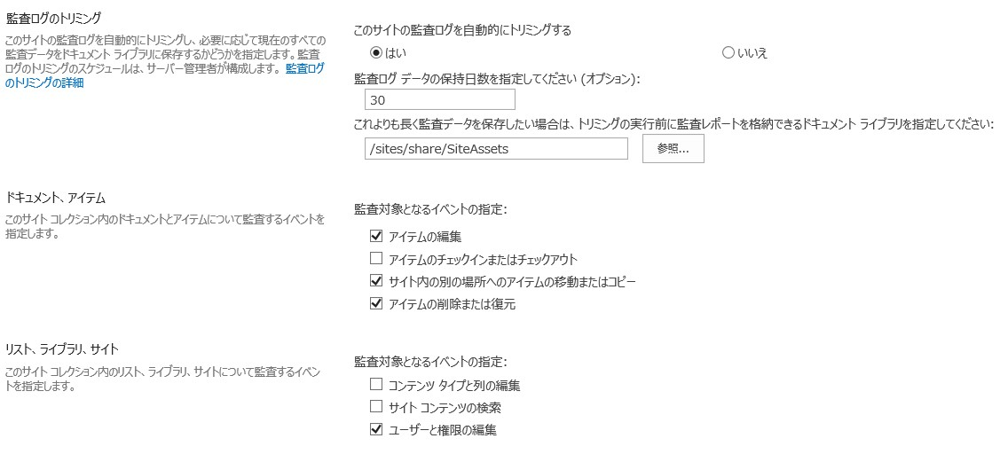 監査ログのトリミング
このサイトの監査ログを自動的にトリミングし、必要に応じて現在のすべての
監査データをドキュメント ライブラリに保存するかどうかを指定します。監査
ログのトリミングのスケジュールは、サーバー管理者が構成します。 監査ログ
のトリミングの詳細
このサイトの監査ログを自動的にトリミングする
はい
いいえ
監査ログ データの保持日数を指定してください (オプション):
30
これよりも長く監査データを保存したい場合は、トリミングの実行前に監査レポートを格納できるドキュメント ライブラリを指定してください:
/sites/share/SiteAssets
参照...
ドキュメント、アイテム
このサイト コレクション内のドキュメントとアイテムについて監査するイベントを
指定します。
監査対象となるイベントの指定:
アイテムの編集
アイテムのチェックインまたはチェックアウト
サイト内の別の場所へのアイテムの移動またはコピー
アイテムの削除または復元
リスト、ライブラリ、サイト
このサイト コレクション内のリスト、ライブラリ、サイトについて監査するイベン
トを指定します。
監査対象となるイベントの指定:
コンテンツ タイプと列の編集
サイト コンテンツの検索
ユーザーと権限の編集